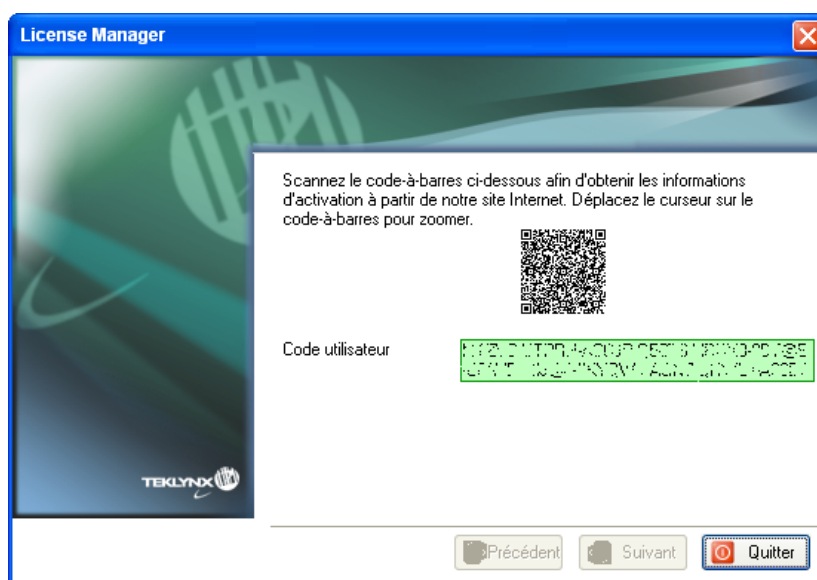 License Manager
Scannez le code-à-barres ci-dessous afin d'obtenir les informations
d'activation à partir de notre site Internet. Déplacez le curseur sur le
code-à-barres pour zoomer.
Code utilisateur
TEKLYNX
Précédent
Suivant
Quitter